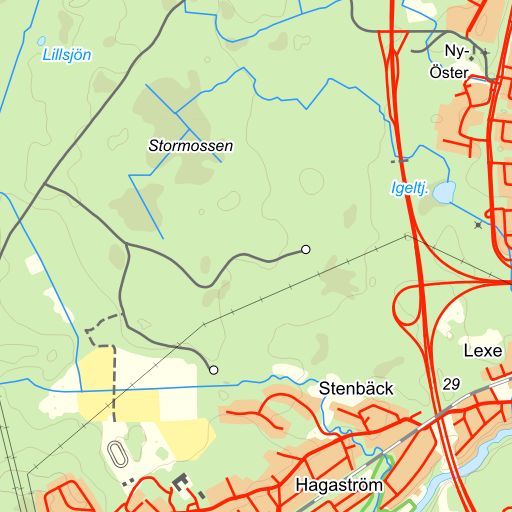 Lillsjön
Ny-
Öster
Stormossen
Igeltj.
Lexe
29
Stenbäck
Hagaström